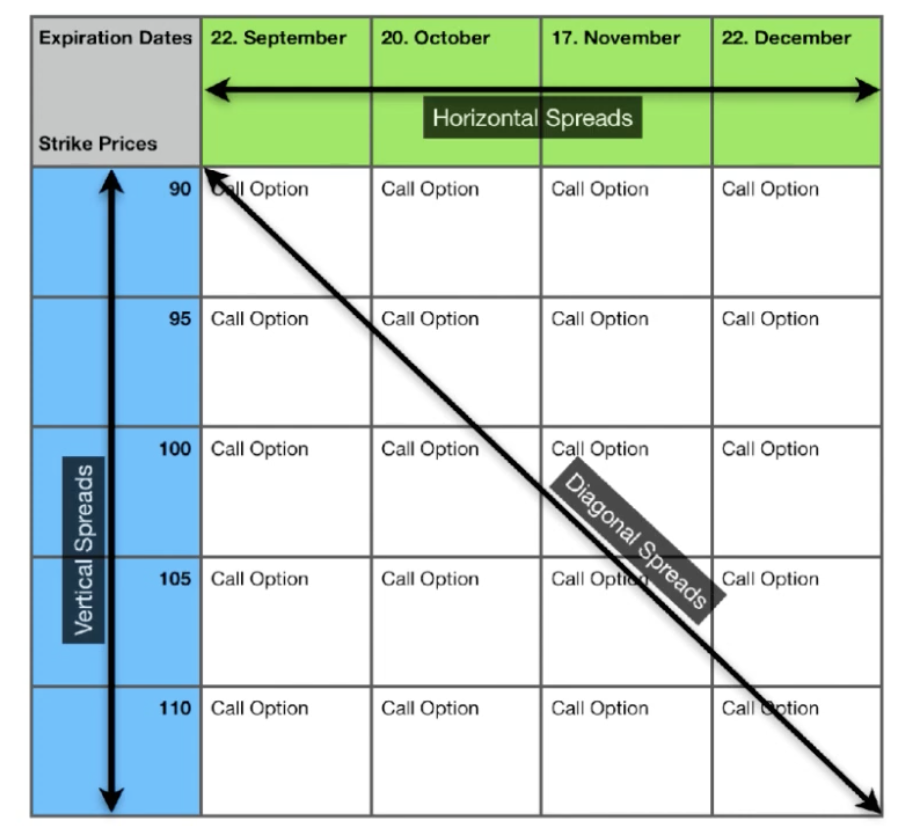 Expiration Dates 22. September 20. October 17. November 22. December
Horizontal Spreads
Strike Prices
90 Call Option Call Option Call Option Call Option
95 Call Option Call Option Call Option Call Option
100 Call Option Call Option Call Option Call Option
Diagonal Spreads
Vertical Spreads
105 Call Option Call Option Call Option Call Option
110 Call Option Call Option Call Option Call Option